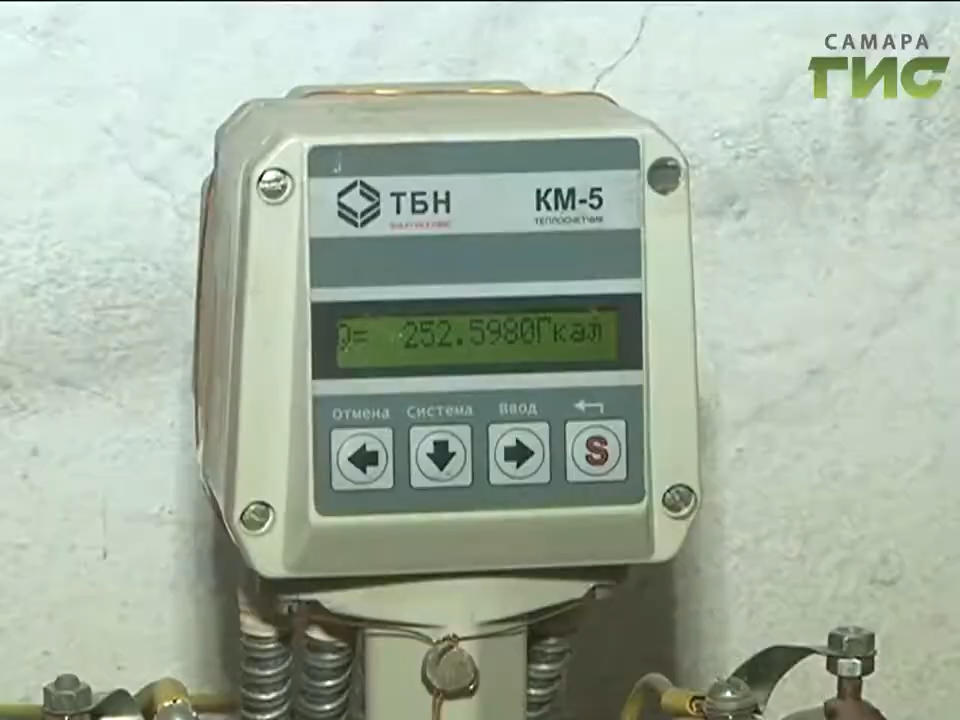 САМАРА
ГИС
ТБН
КМ-5
ТЕПЛОСЧЕТЧИК
Q= 252.5980Гкал
Отмена Система Ввод
S